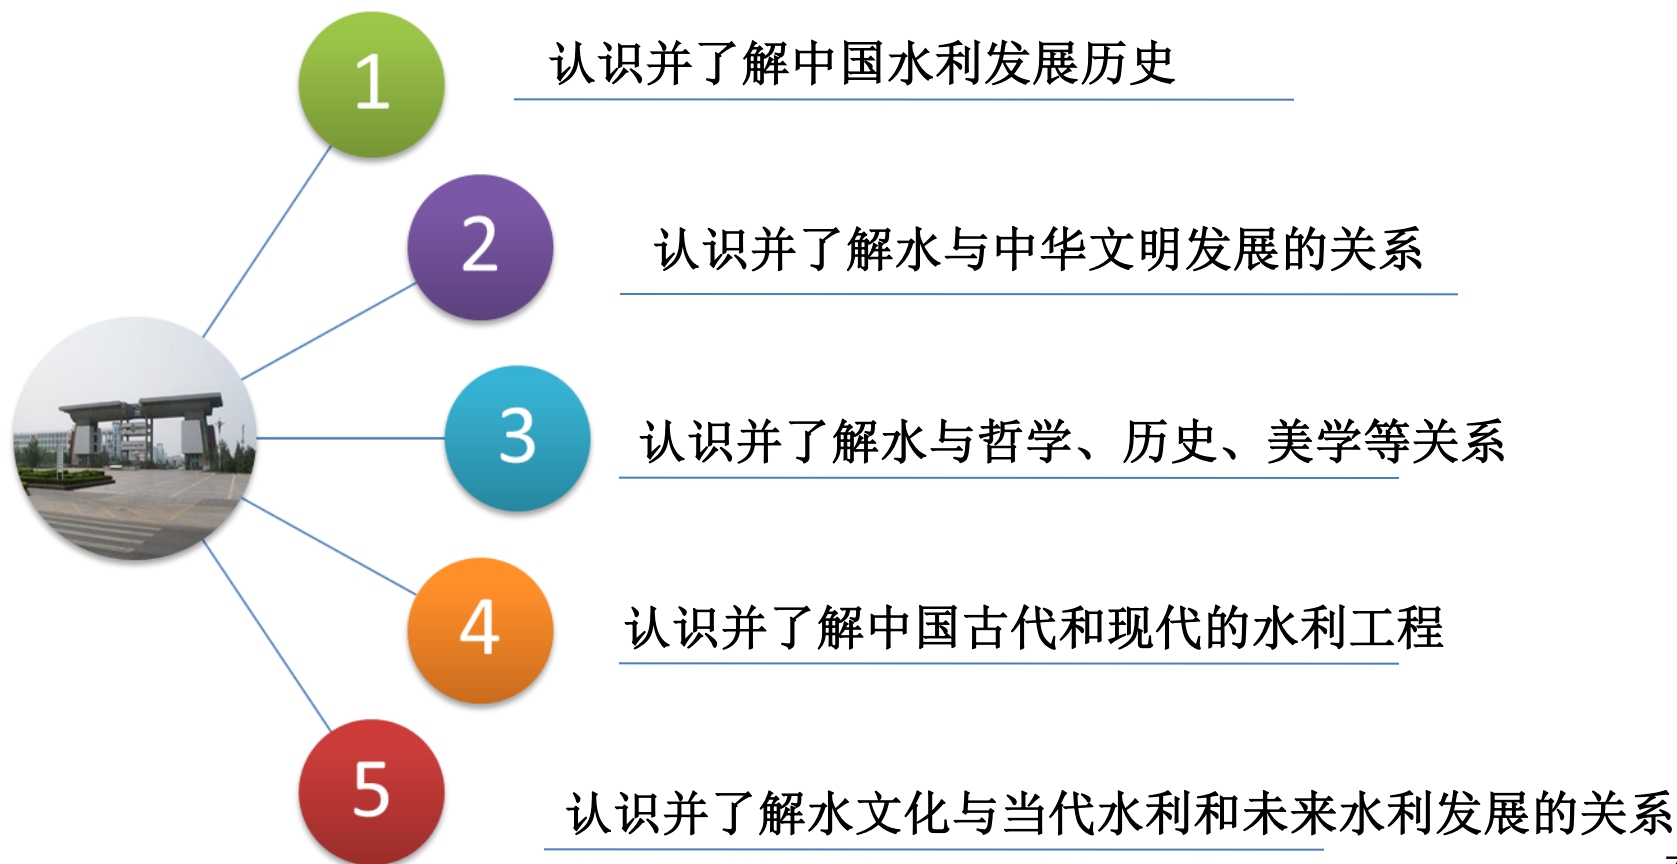 1
认识并了解中国水利发展历史
2
认识并了解水与中华文明发展的关系
3
认识并了解水与哲学、历史、美学等关系
4
认识并了解中国古代和现代的水利工程
5
认识并了解水文化与当代水利和未来水利发展的关系